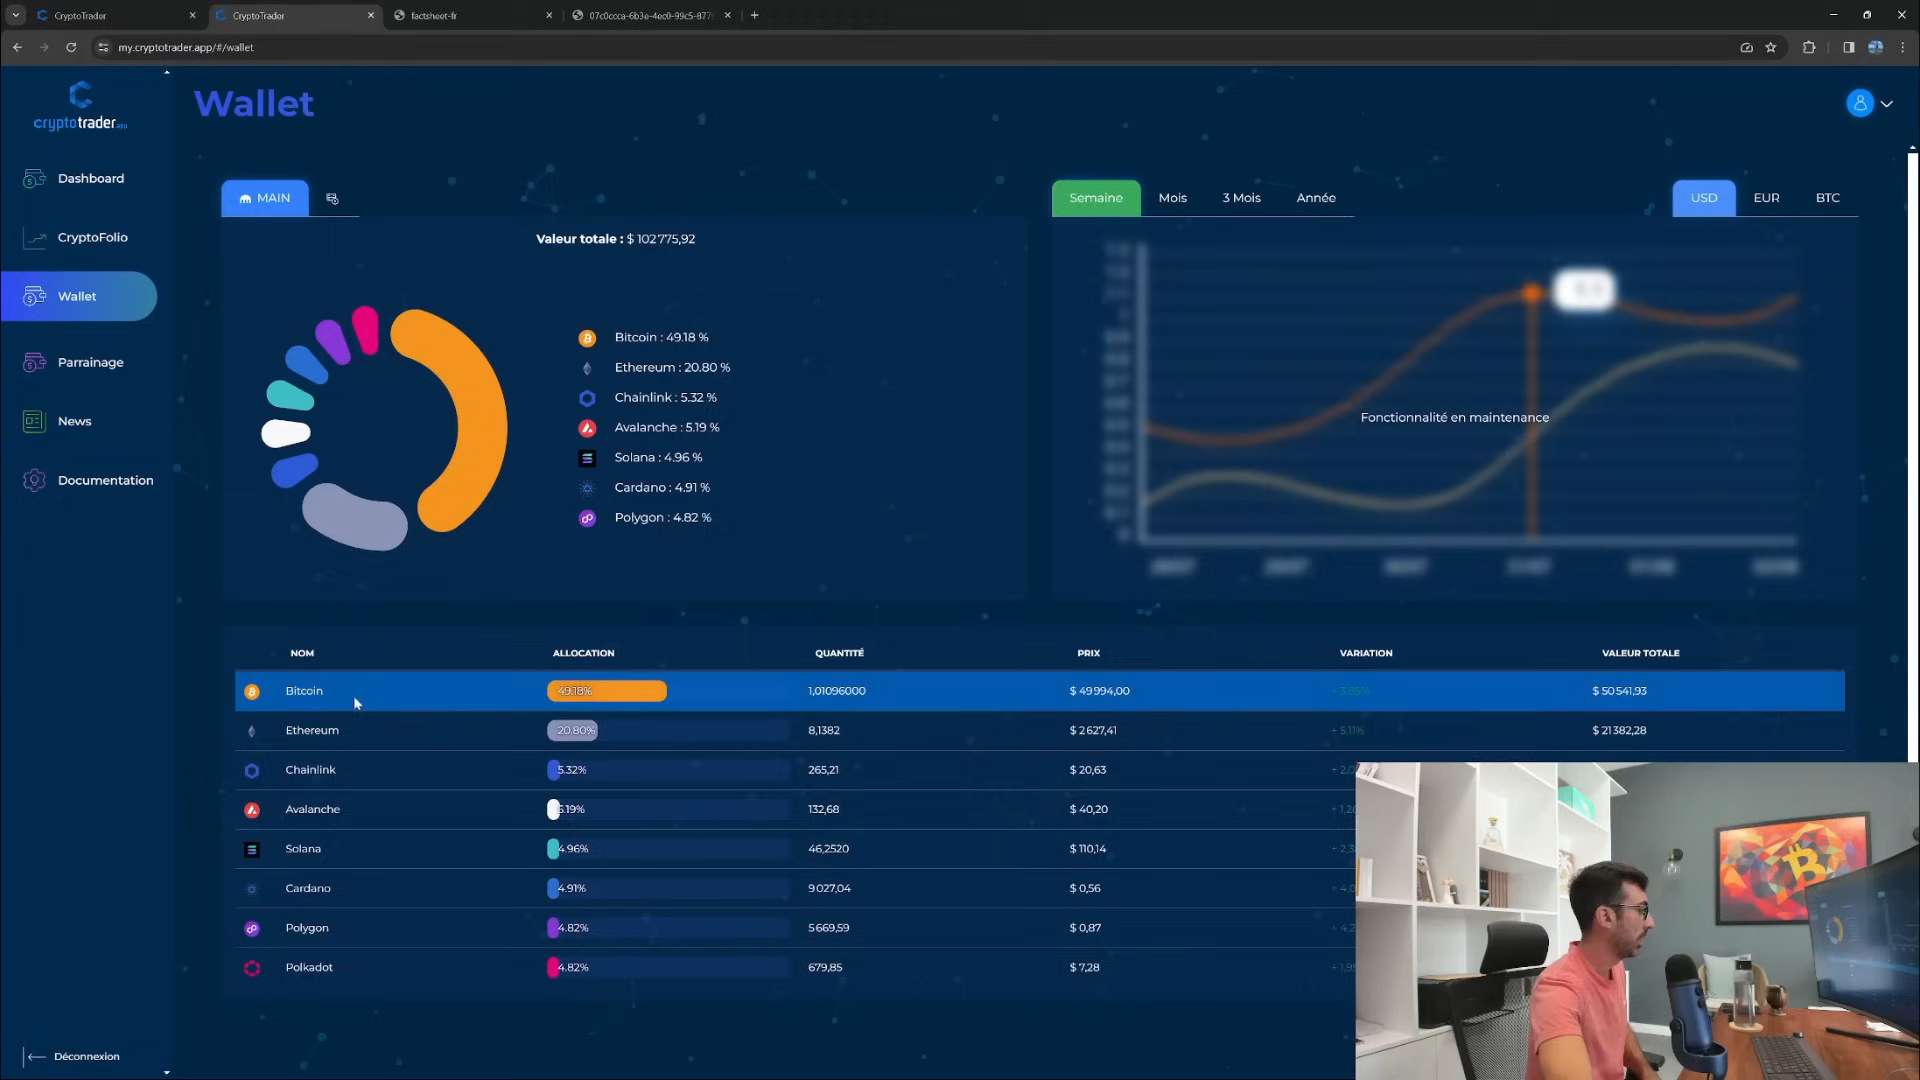 CryptoTrader
CryptoTrader
factsheet-fr
my.cryptotrader.app/#/wallet
cryptotrader.app
Wallet
Dashboard
CryptoFolio
Wallet
Parrainage
News
Documentation
Déconnexion
MAIN
Valeur totale : $ 102 775,92
Bitcoin : 49.18 %
Ethereum : 20.80 %
Chainlink : 5.32 %
Avalanche : 5.19 %
Solana : 4.96 %
Cardano : 4.91 %
Polygon : 4.82 %
Semaine Mois 3 Mois Année USD EUR BTC
Fonctionnalité en maintenance
NOM ALLOCATION QUANTITÉ PRIX VARIATION VALEUR TOTALE
Bitcoin 49.18% 1,01096000 $ 49 994,00 $ 50 541,93
Ethereum 20.80% 8,1382 $ 2 627,41 + 5,11% $ 21 382,28
Chainlink 5.32% 265,21 $ 20,63
Avalanche 5.19% 132,68 $ 40,20
Solana 4.96% 46,2520 $ 110,14
Cardano 4.91% 9 027,04 $ 0,56
Polygon 4.82% 5 669,59 $ 0,87
Polkadot 4.82% 679,85 $ 7,28